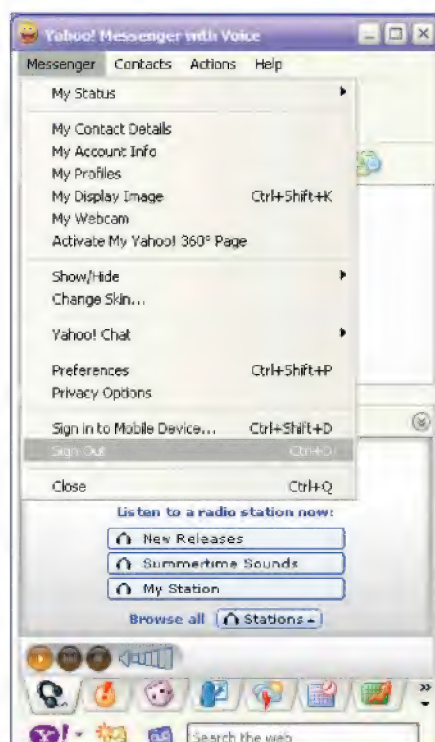 Yahoo! Messenger with Voice
Messenger Contacts Actions Help
My Status
My Contact Details
My Account Info
My Profiles
My Display Image Ctrl+Shift+K
My Webcam
Activate My Yahoo! 360° Page
Show/Hide
Change Skin...
Yahoo! Chat
Preferences Ctrl+Shift+P
Privacy Options
Sign in to Mobile Device... Ctrl+Shift+D
Sign Out Ctrl+D
Close Ctrl+Q
Listen to a radio station now:
New Releases
Summertime Sounds
My Station
Browse all Stations
Y!
Search the web